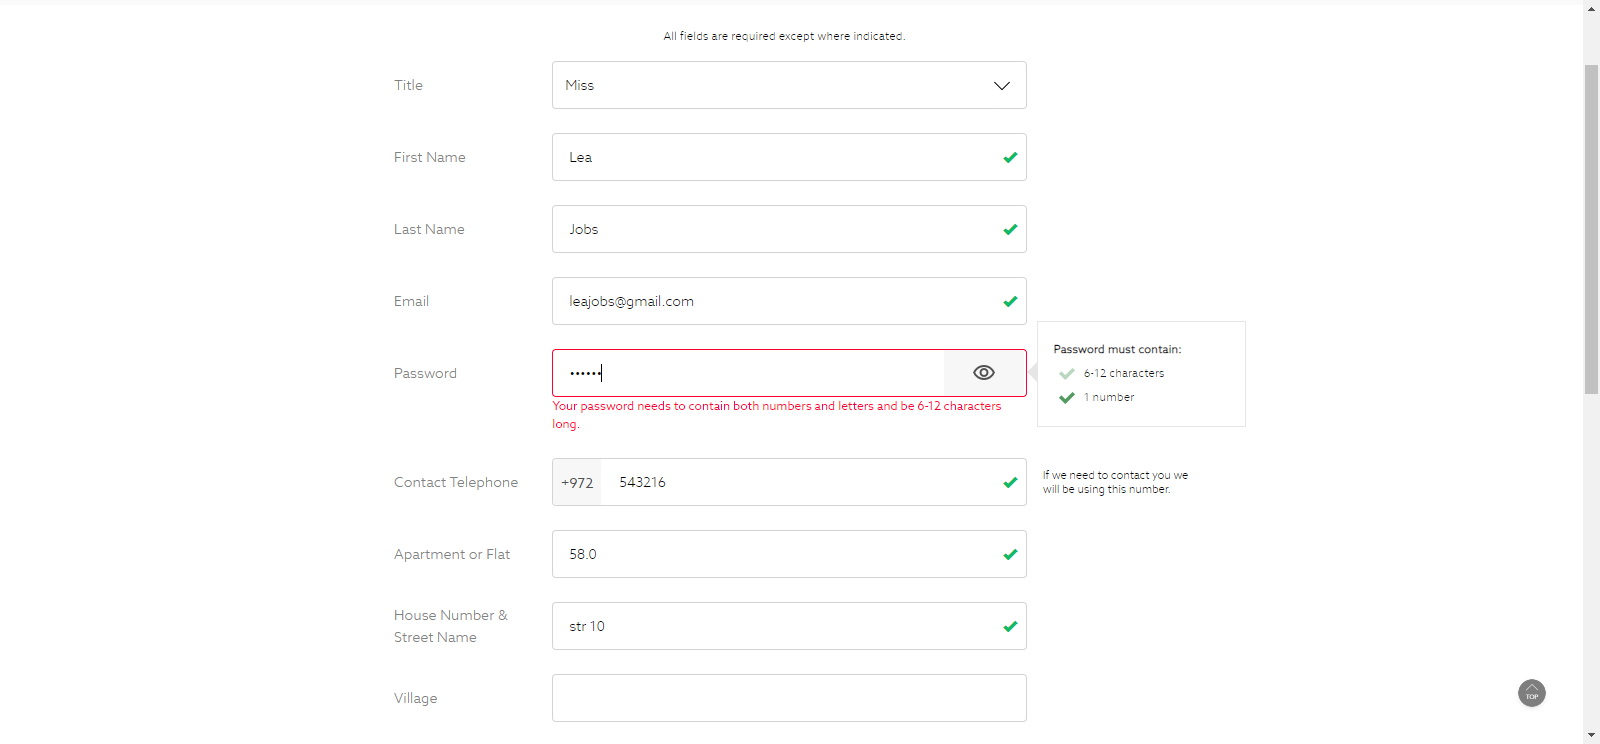 All fields are required except where indicated.
Title
Miss
First Name
Lea
Last Name
Jobs
Email
leajobs@gmail.com
Password
••••••
Your password needs to contain both numbers and letters and be 6-12 characters
long.
Password must contain:
6-12 characters
1 number
Contact Telephone
+972
543216
If we need to contact you we
will be using this number.
Apartment or Flat
58.0
House Number &
Street Name
str 10
Village
TOP